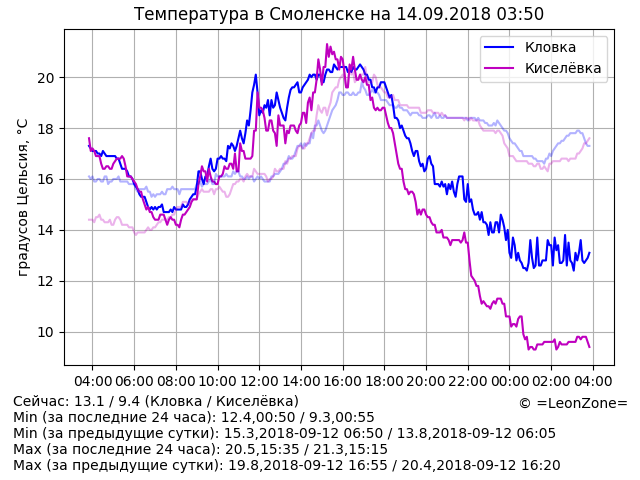 Температура в Смоленске на 14.09.2018 03:50
Кловка
Киселёвка
градусов Цельсия, °C
20
18
16
14
12
10
04:00 06:00 08:00 10:00 12:00 14:00 16:00 18:00 20:00 22:00 00:00 02:00 04:00
Сейчас: 13.1 / 9.4 (Кловка / Киселёвка)
© =LeonZone=
Min (за последние 24 часа): 12.4,00:50 / 9.3,00:55
Min (за предыдущие сутки): 15.3,2018-09-12 06:50 / 13.8,2018-09-12 06:05
Max (за последние 24 часа): 20.5,15:35 / 21.3,15:15
Max (за предыдущие сутки): 19.8,2018-09-12 16:55 / 20.4,2018-09-12 16:20